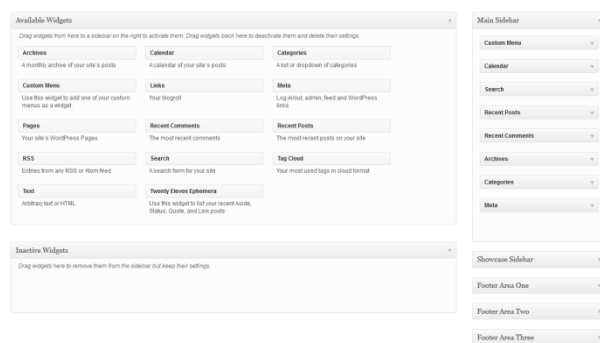 Available Widgets
Drag widgets from here to a sidebar on the right to activate them. Drag widgets back here to deactivate them and delete their settings.
Archives
A monthly archive of your site's posts
Calendar
A calendar of your site's posts
Categories
A list or dropdown of categories
Custom Menu
Use this widget to add one of your custom
menus as a widget.
Links
Your blogroll
Meta
Log in/out, admin, feed and WordPress
links
Pages
Your site's WordPress Pages
Recent Comments
The most recent comments
Recent Posts
The most recent posts on your site
RSS
Entries from any RSS or Atom feed
Search
A search form for your site
Tag Cloud
Your most used tags in cloud format
Text
Arbitrary text or HTML
Twenty Eleven Ephemera
Use this widget to list your recent Aside,
Status, Quote, and Link posts
Inactive Widgets
Drag widgets here to remove them from the sidebar but keep their settings.
Main Sidebar
Custom Menu
Calendar
Search
Recent Posts
Recent Comments
Archives
Categories
Meta
Showcase Sidebar
Footer Area One
Footer Area Two
Footer Area Three